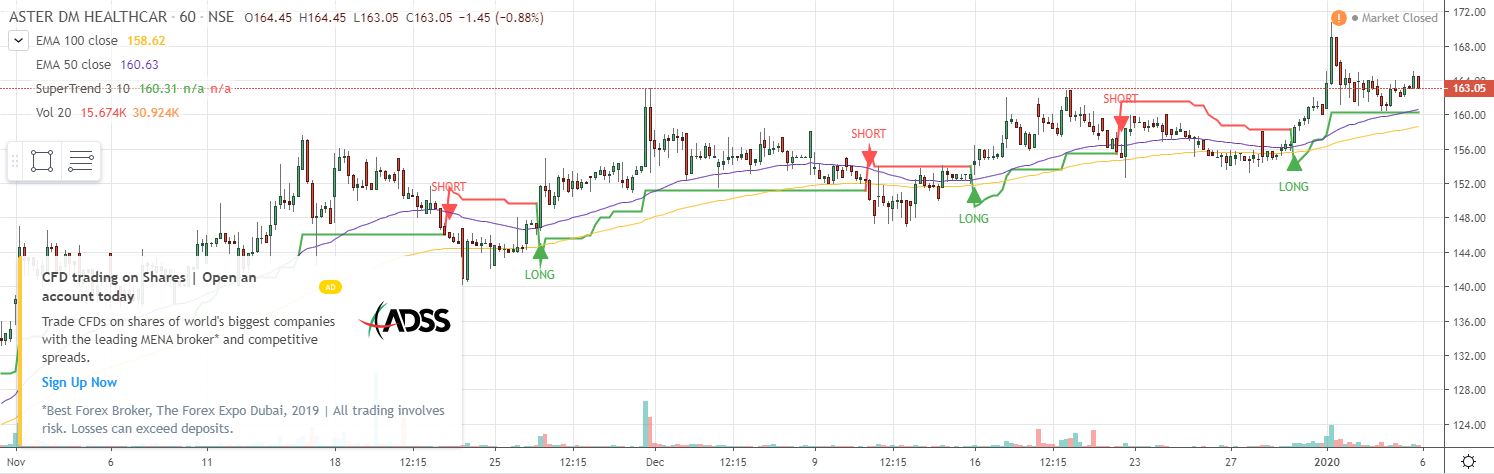 ASTER DM HEALTHCAR · 60 · NSE O164.45 H164.45 L163.05 C163.05 −1.45 (−0.88%)
! Market Closed
EMA 100 close 158.62
EMA 50 close 160.63
SuperTrend 3 10 160.31 n/a n/a
Vol 20 15.674K 30.924K
172.00
168.00
164.00
163.05
160.00
156.00
152.00
148.00
144.00
140.00
136.00
132.00
128.00
124.00
SHORT
LONG
SHORT
LONG
SHORT
LONG
CFD trading on Shares | Open an
account today
AD
ADSS
Trade CFDs on shares of world's biggest companies
with the leading MENA broker* and competitive
spreads.
Sign Up Now
*Best Forex Broker, The Forex Expo Dubai, 2019 | All trading involves
risk. Losses can exceed deposits.
Nov 6 11 18 12:15 25 12:15 Dec 12:15 9 12:15 16 12:15 23 27 2020 6